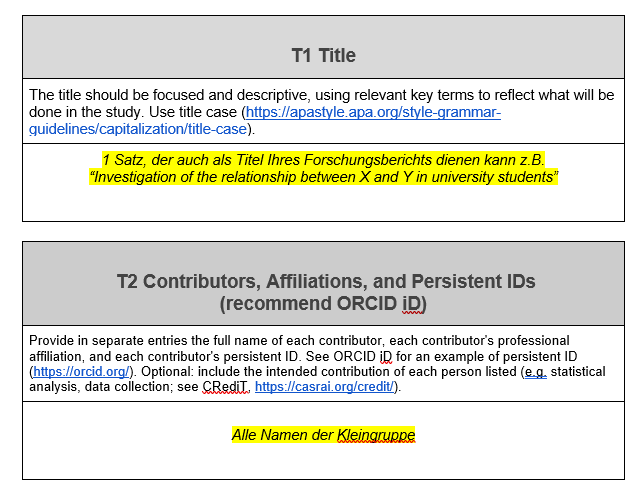 T1 Title
The title should be focused and descriptive, using relevant key terms to reflect what will be
done in the study. Use title case (https://apastyle.apa.org/style-grammar-
guidelines/capitalization/title-case).
1 Satz, der auch als Titel Ihres Forschungsberichts dienen kann z.B.
“Investigation of the relationship between X and Y in university students”
T2 Contributors, Affiliations, and Persistent IDs
(recommend ORCID iD)
Provide in separate entries the full name of each contributor, each contributor’s professional
affiliation, and each contributor’s persistent ID. See ORCID iD for an example of persistent ID
(https://orcid.org/). Optional: include the intended contribution of each person listed (e.g. statistical
analysis, data collection; see CRediT, https://casrai.org/credit/).
Alle Namen der Kleingruppe